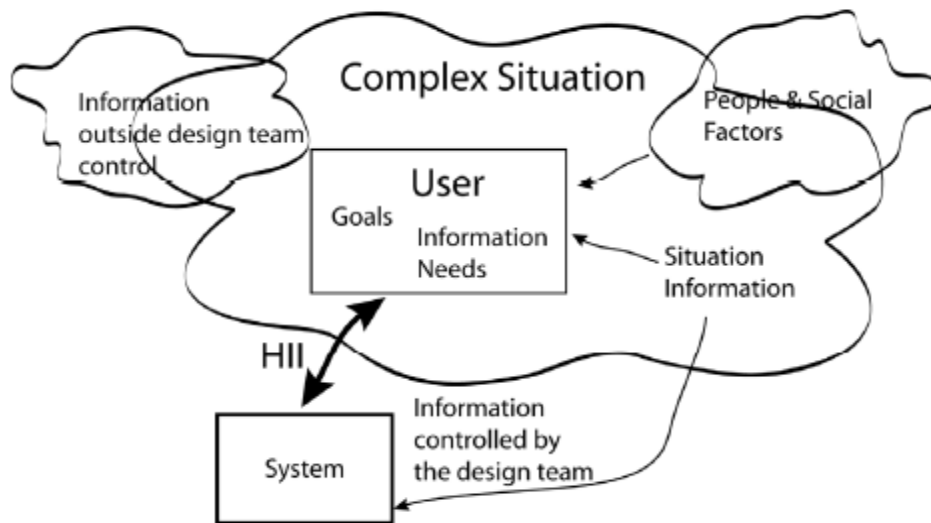 Complex Situation
Information
outside design team
control
People & Social
Factors
User
Goals
Information
Needs
Situation
Information
HII
Information
controlled by
the design team
System